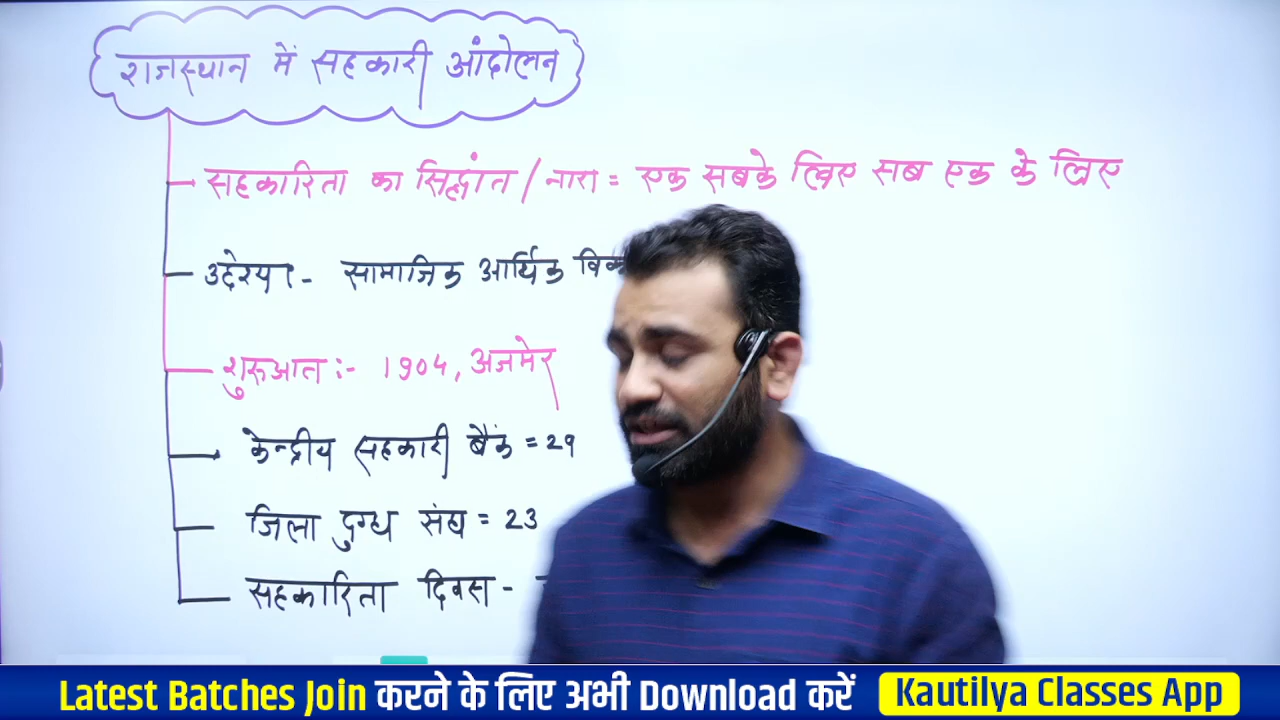 राजस्थान में सहकारी आंदोलन
सहकारिता का सिद्धांत / नारा = एक सबके लिए सब एक के लिए
उद्देश्य - सामाजिक आर्थिक
शुरुआत :- 1904, अजमेर
केन्द्रीय सहकारी बैंक = 29
जिला दुग्ध संघ = 23
सहकारिता दिवस -
Latest Batches Join करने के लिए अभी Download करें Kautilya Classes App